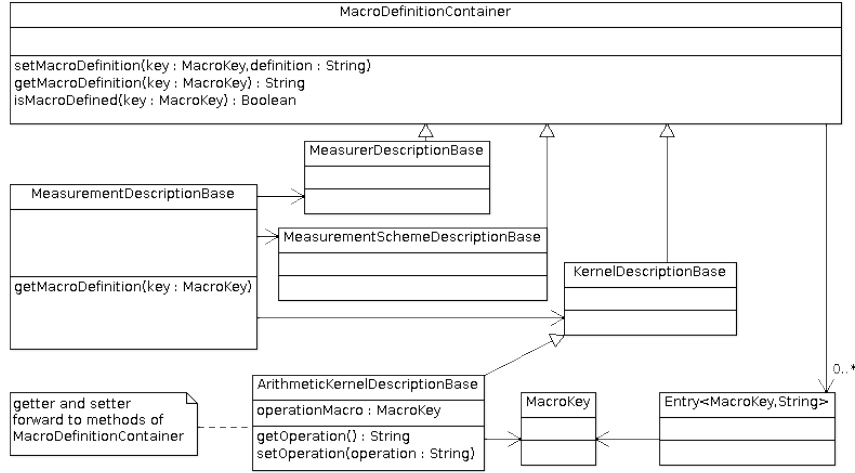 MacroDefinitionContainer
setMacroDefinition(key : MacroKey,definition : String)
getMacroDefinition(key : MacroKey) : String
isMacroDefined(key : MacroKey) : Boolean
MeasurerDescriptionBase
MeasurementDescriptionBase
getMacroDefinition(key : MacroKey)
MeasurementSchemeDescriptionBase
KernelDescriptionBase
0..*
getter and setter
forward to methods of
MacroDefinitionContainer
ArithmeticKernelDescriptionBase
operationMacro : MacroKey
getOperation() : String
setOperation(operation : String)
MacroKey
Entry<MacroKey,String>